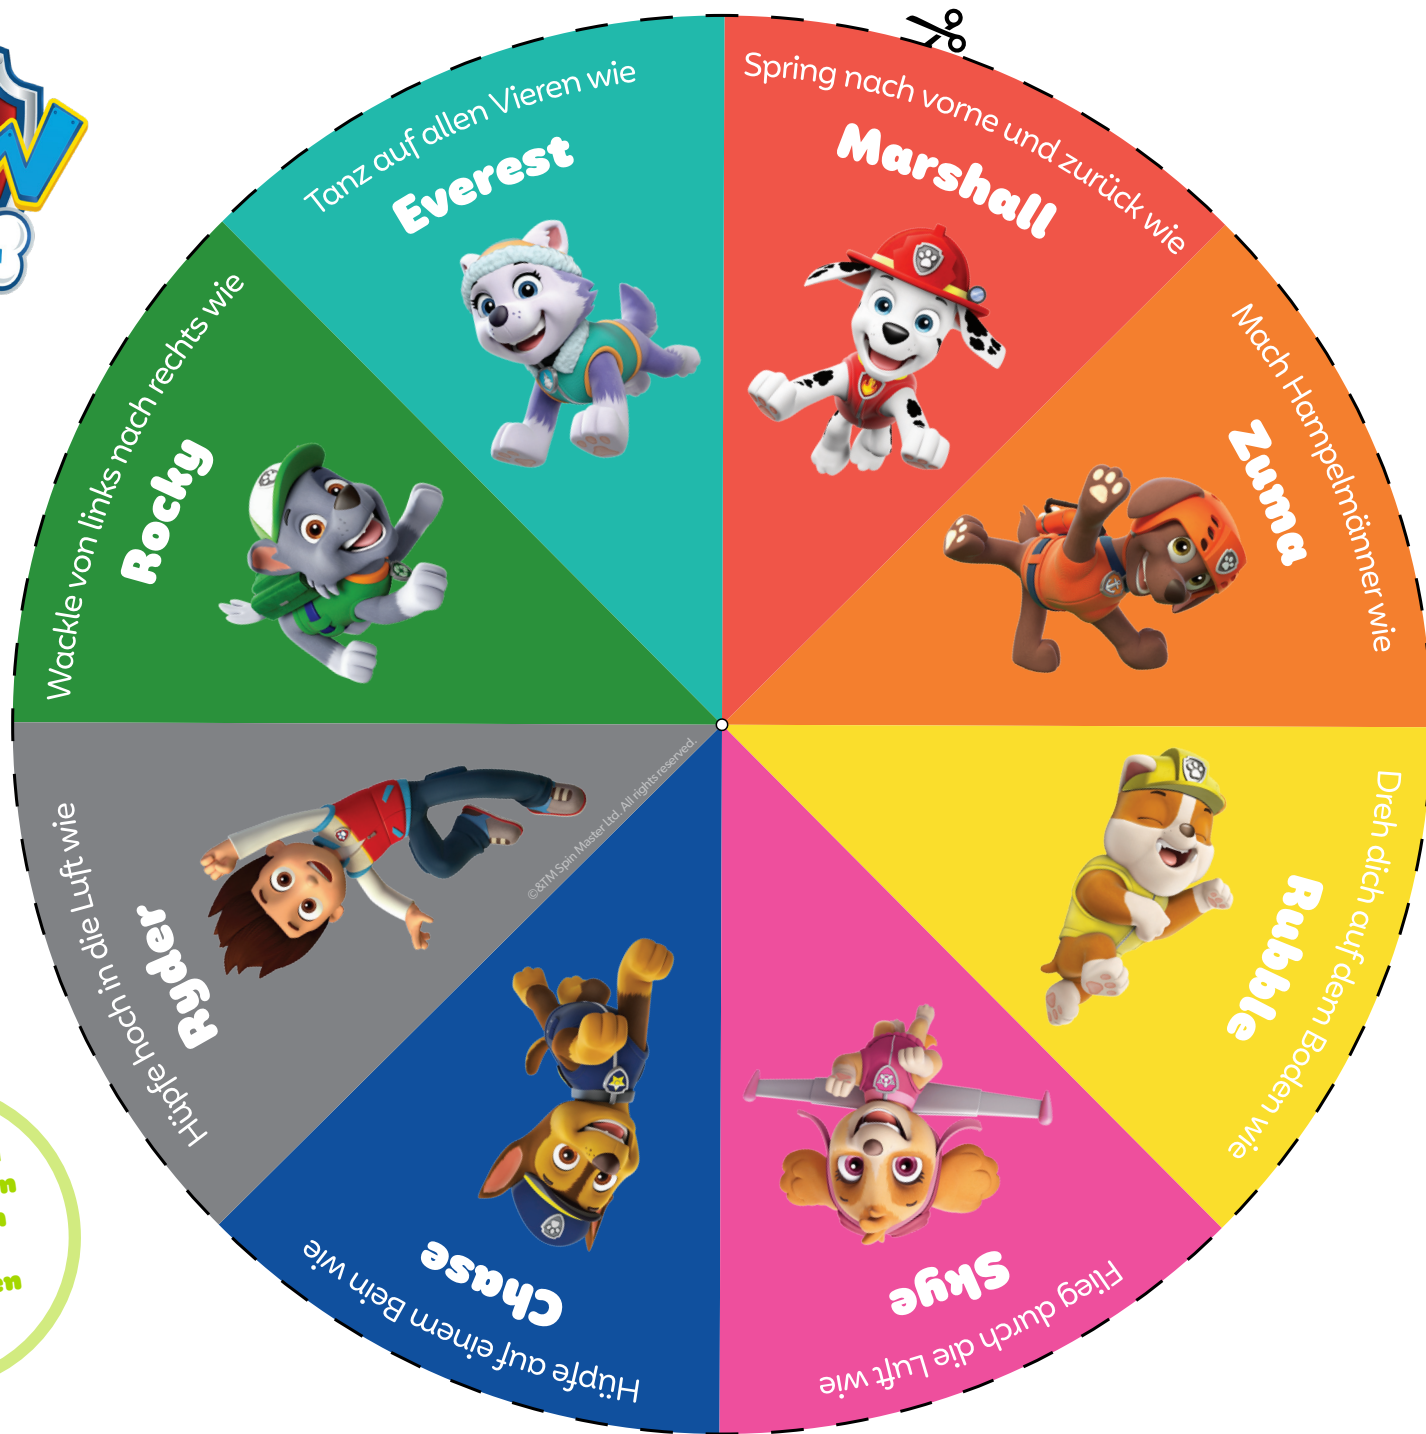 W
Spring nach vorne und zurück wie
Marshall
Mach Hampelmänner wie
Zuma
Dreh dich auf dem Boden wie
Rubble
Flieg durch die Luft wie
Skye
Hüpfe auf einem Bein wie
Chase
Hüpfe hoch in die Luft wie
Ryder
©&TM Spin Master Ltd. All rights reserved.
Wackle von links nach rechts wie
Rocky
Tanz auf allen Vieren wie
Everest